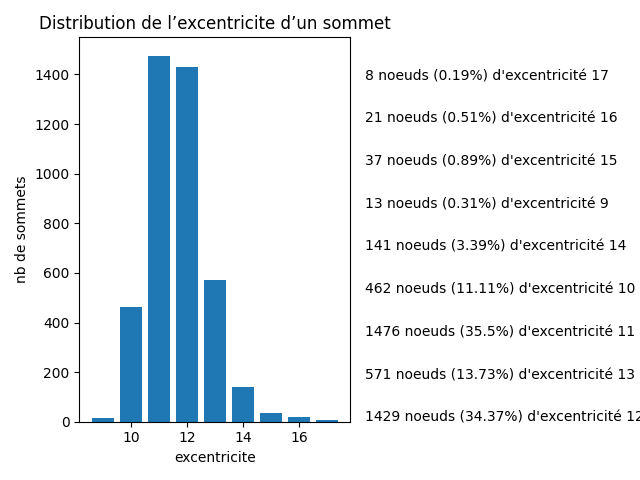 Distribution de l’excentricite d’un sommet
nb de sommets
1400
1200
1000
800
600
400
200
0
10 12 14 16
excentricite
8 noeuds (0.19%) d'excentricité 17
21 noeuds (0.51%) d'excentricité 16
37 noeuds (0.89%) d'excentricité 15
13 noeuds (0.31%) d'excentricité 9
141 noeuds (3.39%) d'excentricité 14
462 noeuds (11.11%) d'excentricité 10
1476 noeuds (35.5%) d'excentricité 11
571 noeuds (13.73%) d'excentricité 13
1429 noeuds (34.37%) d'excentricité 12